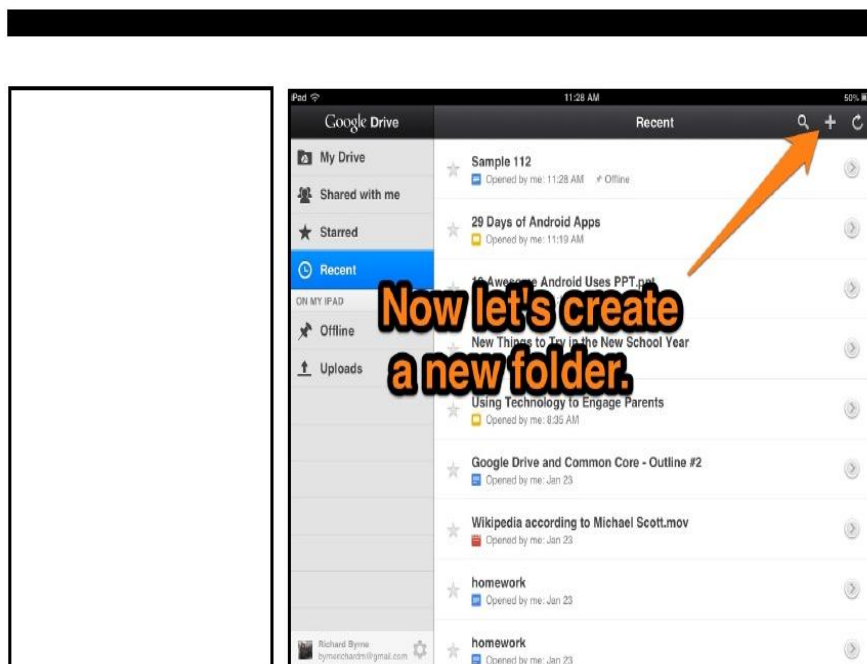 iPad
11:28 AM
50%
Google Drive
Recent
My Drive
Shared with me
Starred
Recent
ON MY IPAD
Offline
Uploads
Sample 112
Opened by me: 11:28 AM
Offline
29 Days of Android Apps
Opened by me: 11:19 AM
Awesome Android Uses PPT.ppt
Now let's create
a new folder.
New Things to Try in the New School Year
Using Technology to Engage Parents
Opened by me: 8:35 AM
Google Drive and Common Core - Outline #2
Opened by me: Jan 23
Wikipedia according to Michael Scott.mov
Opened by me: Jan 23
homework
Opened by me: Jan 23
homework
Opened by me: Jan 23
Richard Byrne